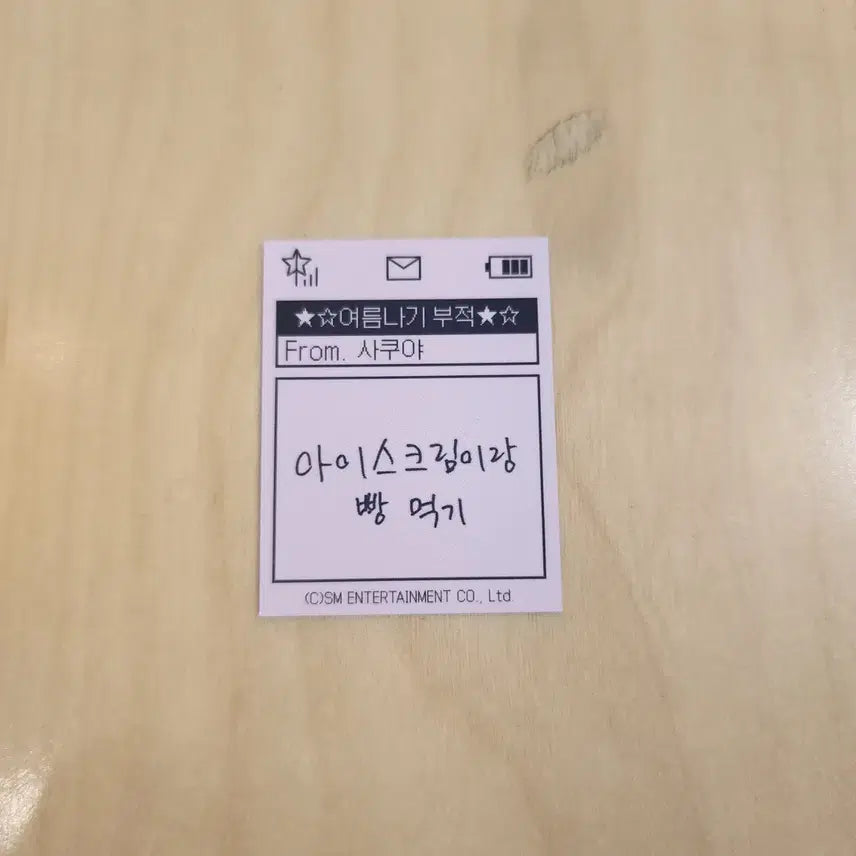 ★☆여름나기 부적★☆
From. 사쿠야
아이스크림이랑
빵 먹기
(C)SM ENTERTAINMENT CO., Ltd.